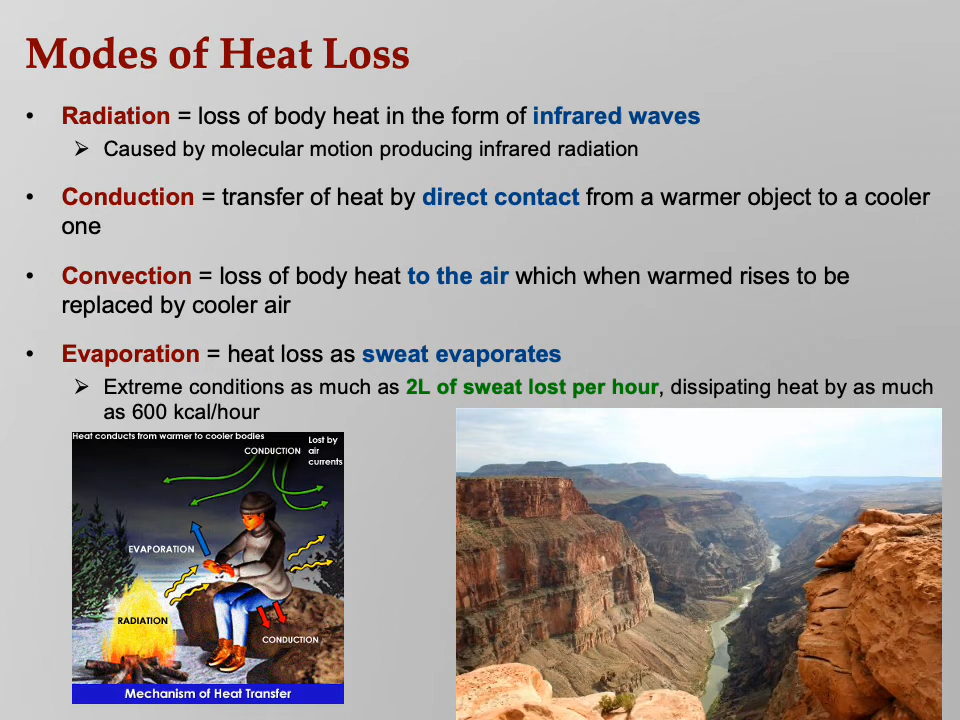 Modes of Heat Loss
• Radiation = loss of body heat in the form of infrared waves
➢ Caused by molecular motion producing infrared radiation
• Conduction = transfer of heat by direct contact from a warmer object to a cooler
one
• Convection = loss of body heat to the air which when warmed rises to be
replaced by cooler air
• Evaporation = heat loss as sweat evaporates
➢ Extreme conditions as much as 2L of sweat lost per hour, dissipating heat by as much
as 600 kcal/hour
Heat conducts from warmer to cooler bodies
CONDUCTION
Lost by
air
currents
EVAPORATION
RADIATION
CONDUCTION
Mechanism of Heat Transfer